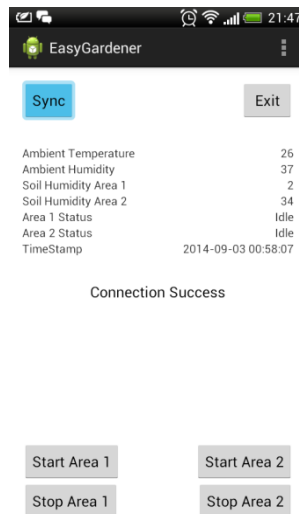 21:47
EasyGardener
Sync Exit
Ambient Temperature 26
Ambient Humidity 37
Soil Humidity Area 1 2
Soil Humidity Area 2 34
Area 1 Status Idle
Area 2 Status Idle
TimeStamp 2014-09-03 00:58:07
Connection Success
Start Area 1 Start Area 2
Stop Area 1 Stop Area 2